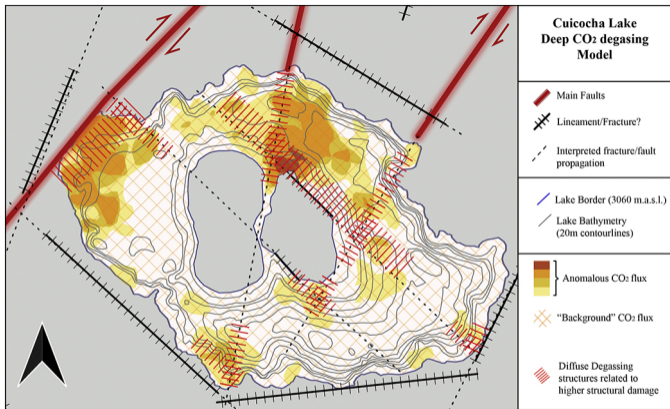 Cuicocha Lake
Deep CO₂ degasing
Model
Main Faults
Lineament/Fracture?
Interpreted fracture/fault
propagation
Lake Border (3060 m.a.s.l.)
Lake Bathymetry
(20m contourlines)
Anomalous CO₂ flux
“Background” CO₂ flux
Diffuse Degassing
structures related to
higher structural damage